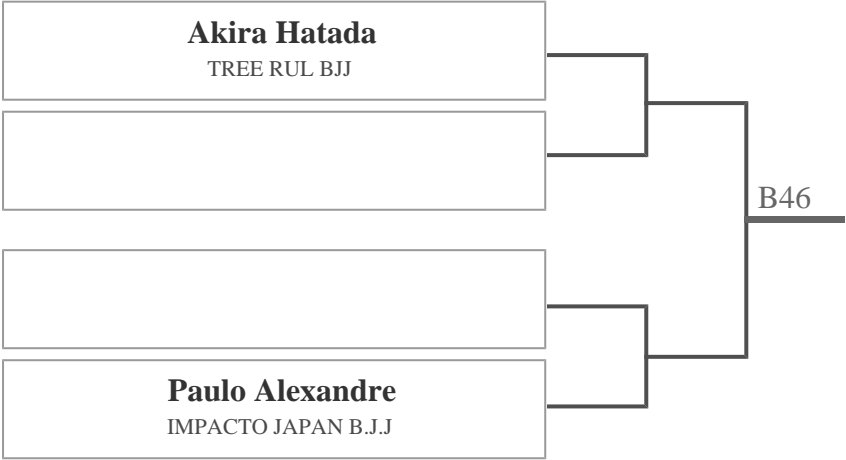 Akira Hatada
TREE RUL BJJ
B46
Paulo Alexandre
IMPACTO JAPAN B.J.J